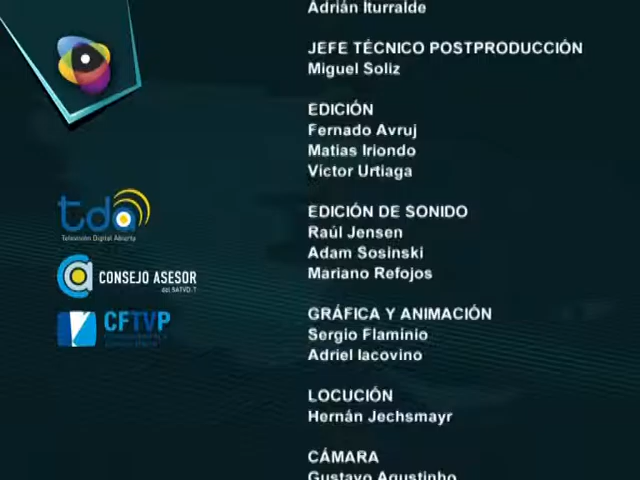 Adrián Iturralde
JEFE TÉCNICO POSTPRODUCCIÓN
Miguel Soliz
EDICIÓN
Fernado Avruj
Matías Iriondo
Víctor Urtiaga
EDICIÓN DE SONIDO
Raúl Jensen
Adam Sosinski
Mariano Refojos
GRÁFICA Y ANIMACIÓN
Sergio Flamínio
Adriel Iacovino
LOCUCIÓN
Hernán Jechsmayr
CÁMARA
Gustavo Agustinho
tda
Televisión Digital Abierta
CONSEJO ASESOR
del SATVD-T
CFTVP